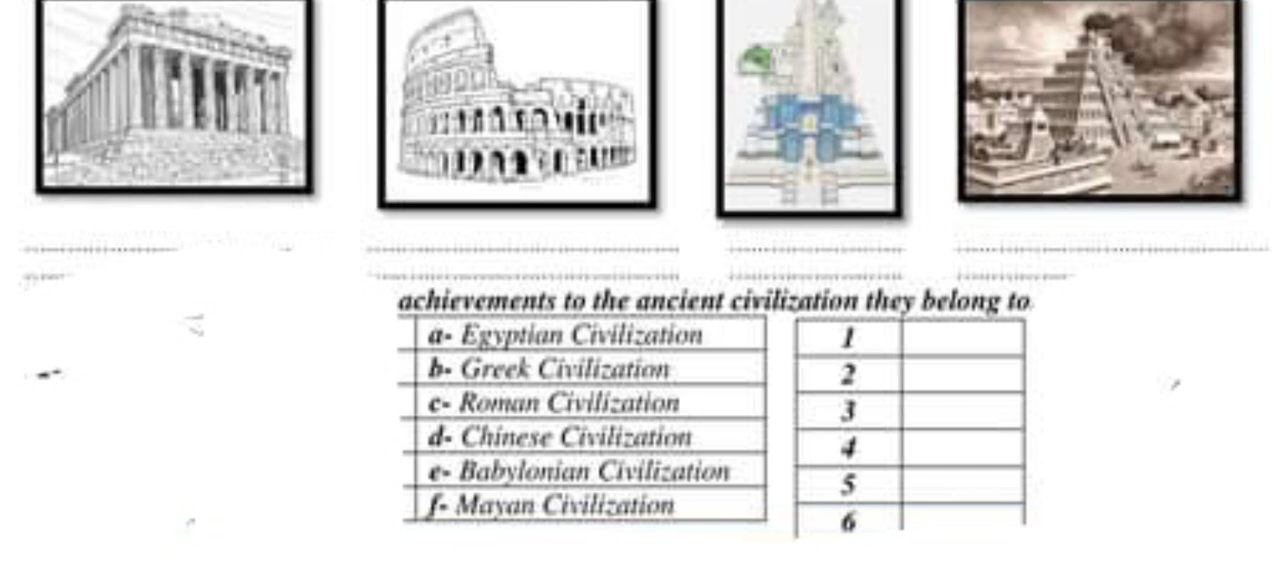 achievements to the ancient civilization they belong to
a- Egyptian Civilization
b- Greek Civilization
c- Roman Civilization
d- Chinese Civilization
e- Babylonian Civilization
f- Mayan Civilization
1
2
3
4
5
6